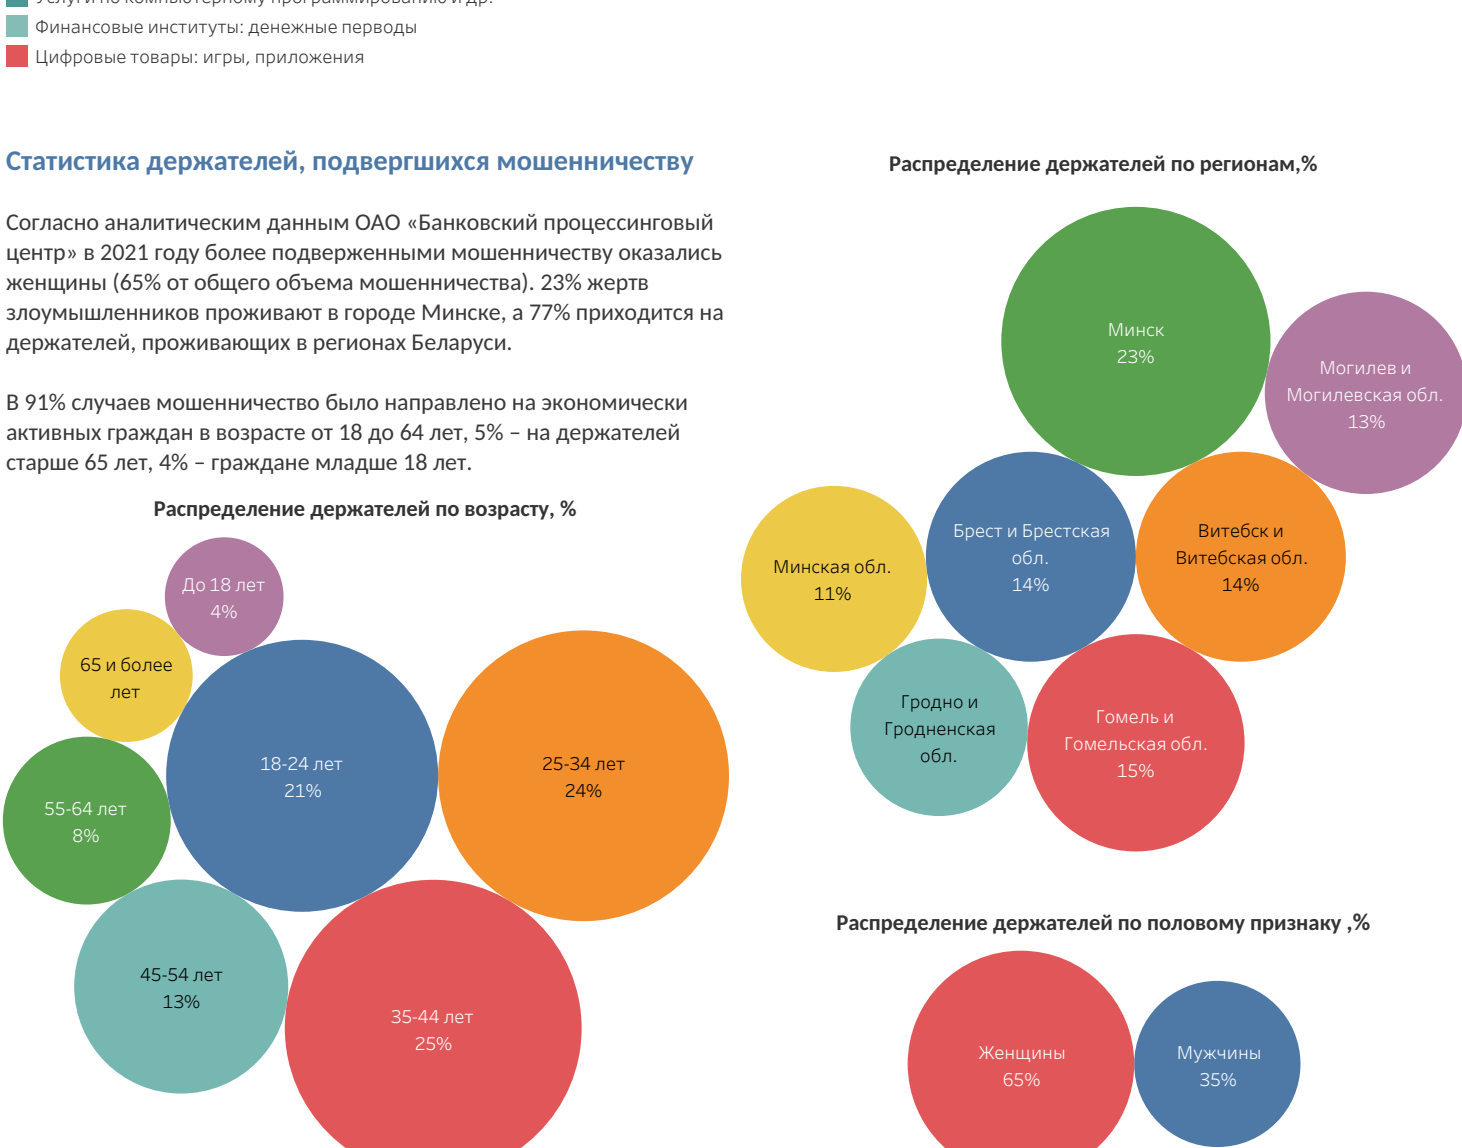 Услуги по компьютерному программированию и др.
Финансовые институты: денежные перводы
Цифровые товары: игры, приложения
Статистика держателей, подвергшихся мошенничеству
Согласно аналитическим данным ОАО «Банковский процессинговый
центр» в 2021 году более подверженными мошенничеству оказались
женщины (65% от общего объема мошенничества). 23% жертв
злоумышленников проживают в городе Минске, а 77% приходится на
держателей, проживающих в регионах Беларуси.
В 91% случаев мошенничество было направлено на экономически
активных граждан в возрасте от 18 до 64 лет, 5% – на держателей
старше 65 лет, 4% – граждане младше 18 лет.
Распределение держателей по возрасту, %
До 18 лет
4%
65 и более
лет
18-24 лет
21%
25-34 лет
24%
55-64 лет
8%
45-54 лет
13%
35-44 лет
25%
Распределение держателей по регионам,%
Минск
23%
Могилев и
Могилевская обл.
13%
Брест и Брестская
обл.
14%
Витебск и
Витебская обл.
14%
Минская обл.
11%
Гродно и
Гродненская
обл.
Гомель и
Гомельская обл.
15%
Распределение держателей по половому признаку ,%
Женщины
65%
Мужчины
35%